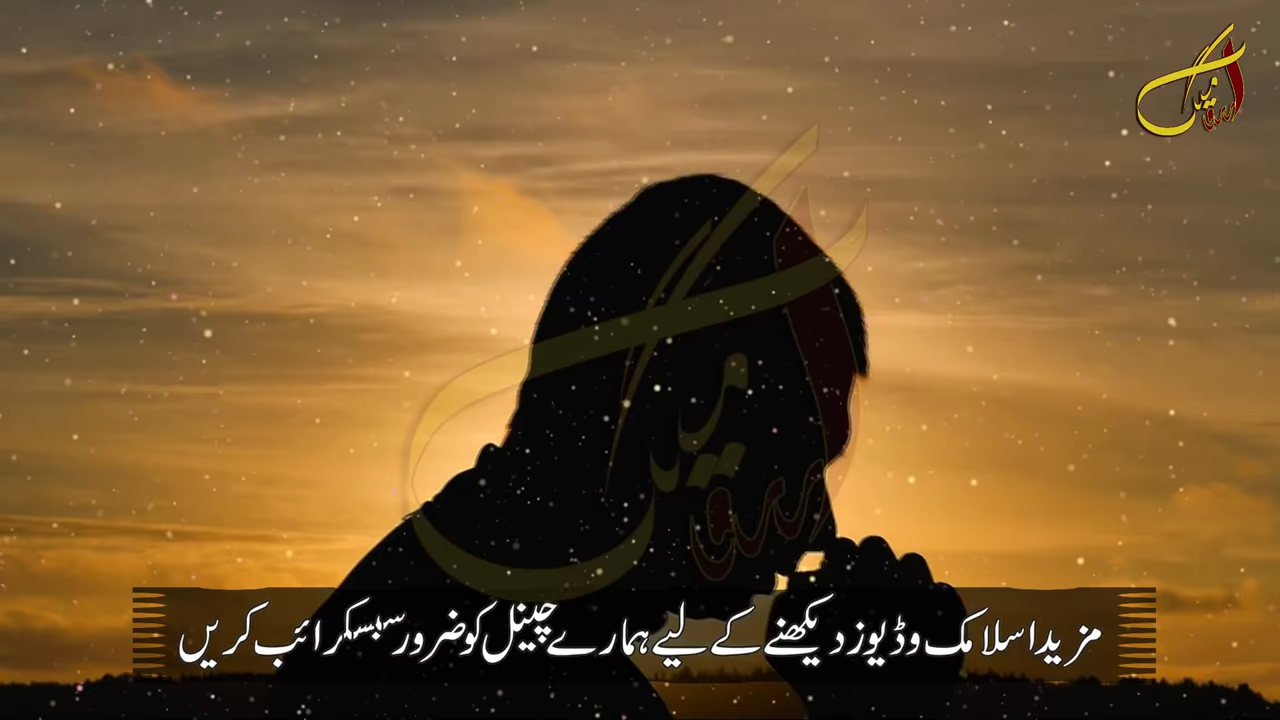 مزید اسلامک وڈیوز دیکھنے کے لیے ہمارے چینل کو ضرور سبسکرائب کریں